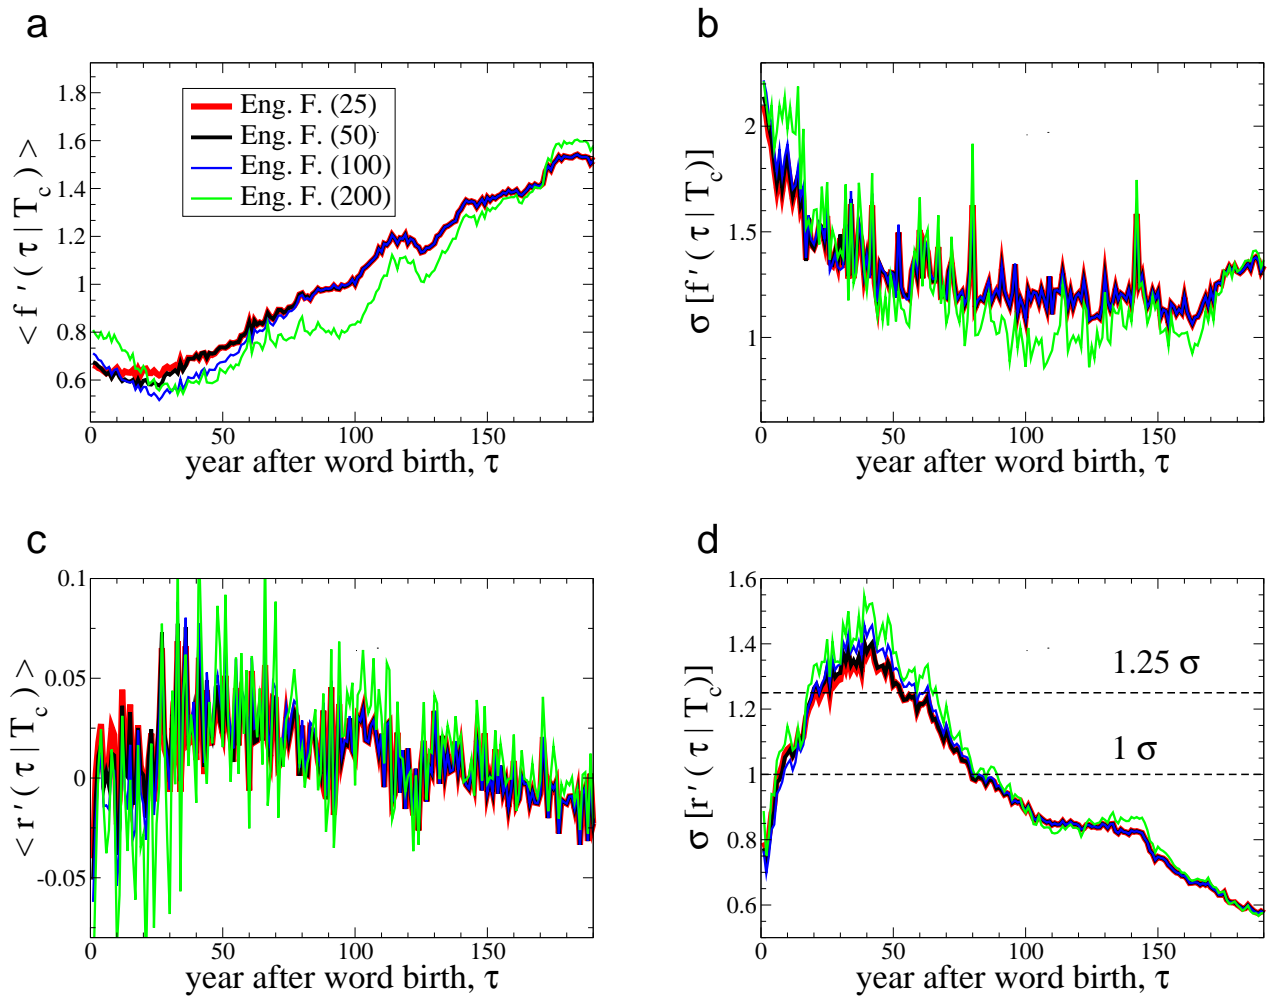 a
1.8
1.6
1.4
1.2
1
0.8
0.6
0 50 100 150
< f ′ ( τ | T_c ) >
year after word birth, τ
Eng. F. (25)
Eng. F. (50)
Eng. F. (100)
Eng. F. (200)
b
2
1.5
1
0 50 100 150
σ [f ′ ( τ | T_c )]
year after word birth, τ
c
0.1
0.05
0
-0.05
0 50 100 150
< r ′ ( τ | T_c ) >
year after word birth, τ
d
1.6
1.4
1.2
1
0.8
0.6
0 50 100 150
σ [r ′ ( τ | T_c )]
year after word birth, τ
1.25 σ
1 σ